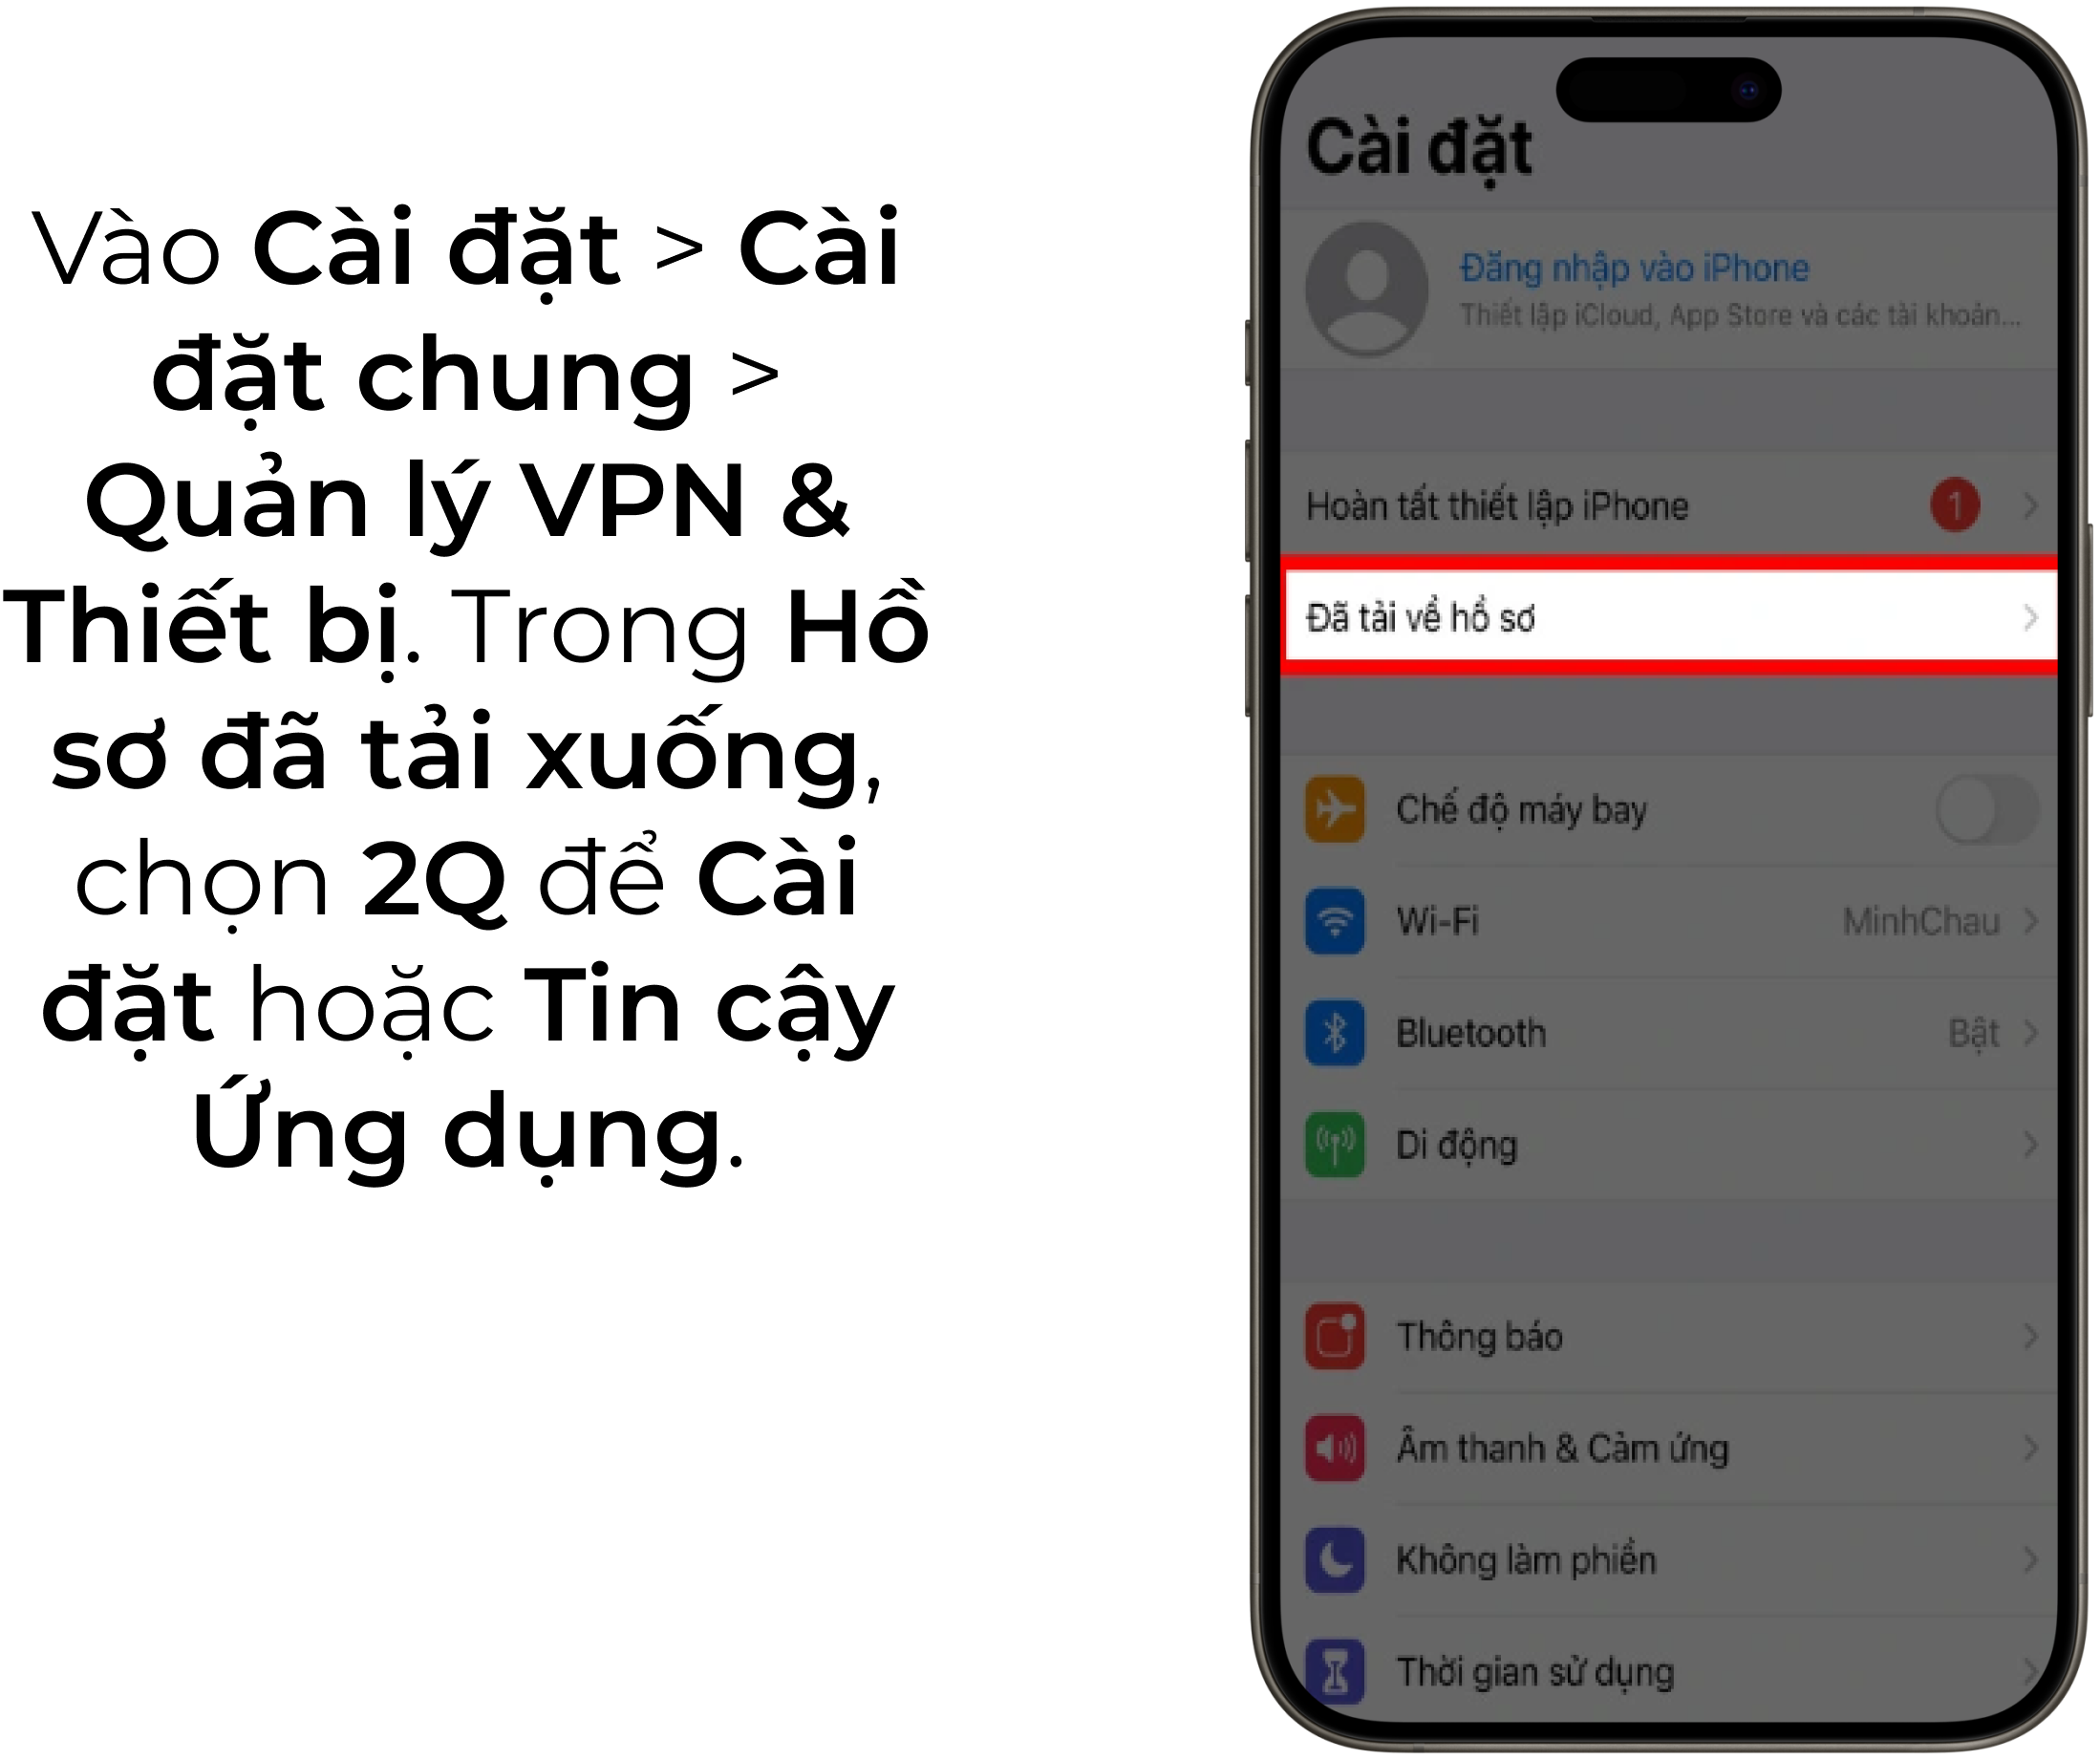 Vào Cài đặt > Cài
đặt chung >
Quản lý VPN &
Thiết bị. Trong Hồ
sơ đã tải xuống,
chọn 2Q để Cài
đặt hoặc Tin cậy
Ứng dụng.
Cài đặt
Đăng nhập vào iPhone
Thiết lập iCloud, App Store và các tài khoản...
Hoàn tất thiết lập iPhone 1
Đã tải về hồ sơ
Chế độ máy bay
Wi-Fi MinhChau
Bluetooth Bật
Di động
Thông báo
Âm thanh & Cảm ứng
Không làm phiền
Thời gian sử dụng